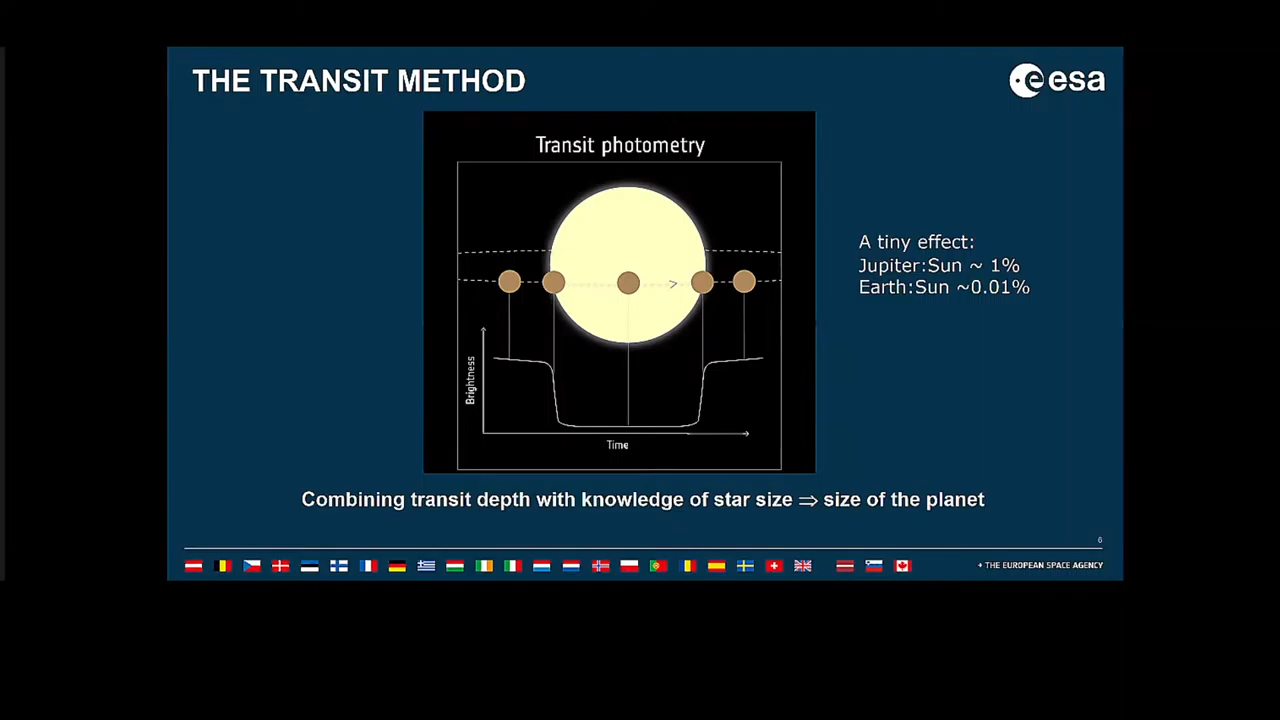 THE TRANSIT METHOD
esa
Transit photometry
A tiny effect:
Jupiter:Sun ~ 1%
Earth:Sun ~0.01%
Brightness
Time
Combining transit depth with knowledge of star size ⇒ size of the planet
6
→ THE EUROPEAN SPACE AGENCY